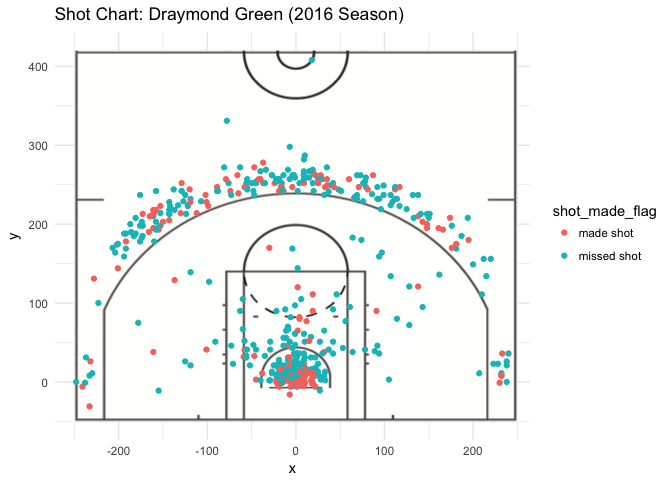 Shot Chart: Draymond Green (2016 Season)
400
300
200
100
0
y
-200
-100
0
100
200
x
shot_made_flag
made shot
missed shot